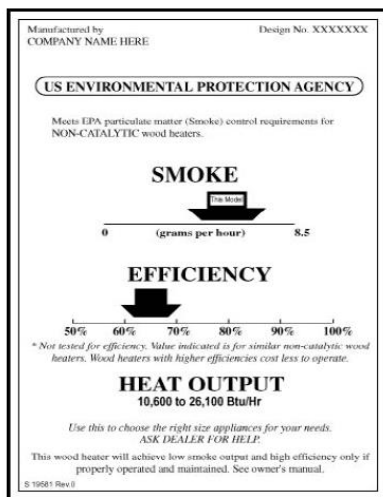 Manufactured by Design No. XXXXXXX
COMPANY NAME HERE
US ENVIRONMENTAL PROTECTION AGENCY
Meets EPA particulate matter (Smoke) control requirements for
NON-CATALYTIC wood heaters.
SMOKE
This Model
0 (grams per hour) 8.5
EFFICIENCY
50% 60% 70% 80% 90% 100%
* Not tested for efficiency. Value indicated is for similar non-catalytic wood
heaters. Wood heaters with higher efficiencies cost less to operate.
HEAT OUTPUT
10,600 to 26,100 Btu/Hr
Use this to choose the right size appliances for your needs.
ASK DEALER FOR HELP.
This wood heater will achieve low smoke output and high efficiency only if
properly operated and maintained. See owner's manual.
S 19581 Rev.0